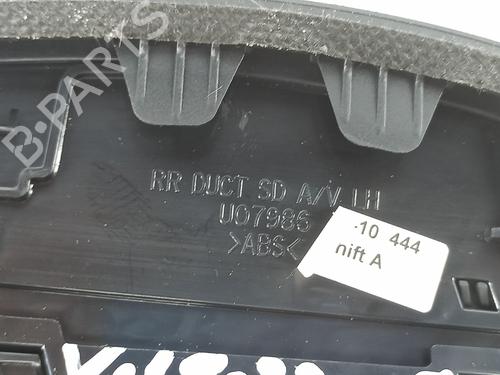 B-PARTS
RR DUCT SD A/V LH
U07986
>ABS<
-10 444
nift A